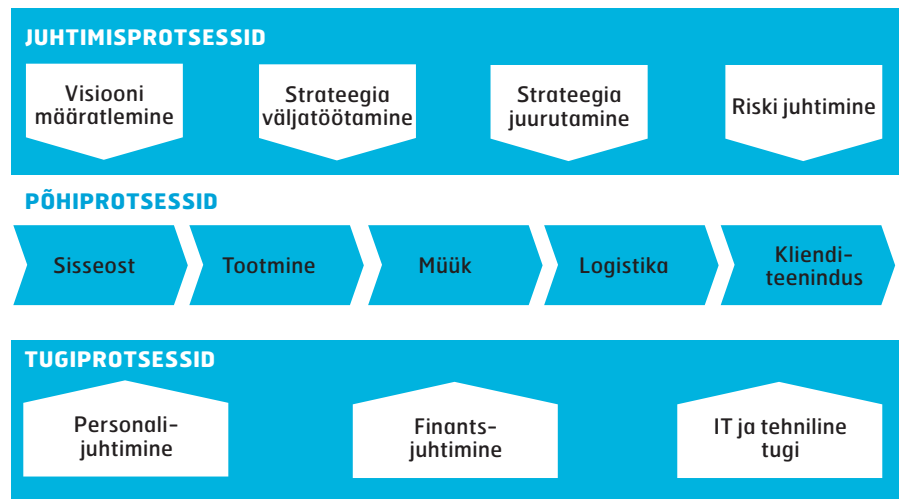 JUHTIMISPROTSESSID
Visiooni
määratlemine
Strateegia
väljatöötamine
Strateegia
juurutamine
Riski juhtimine
PÕHIPROTSESSID
Sisseost
Tootmine
Müük
Logistika
Kliendi-
teenindus
TUGIPROTSESSID
Personali-
juhtimine
Finants-
juhtimine
IT ja tehniline
tugi